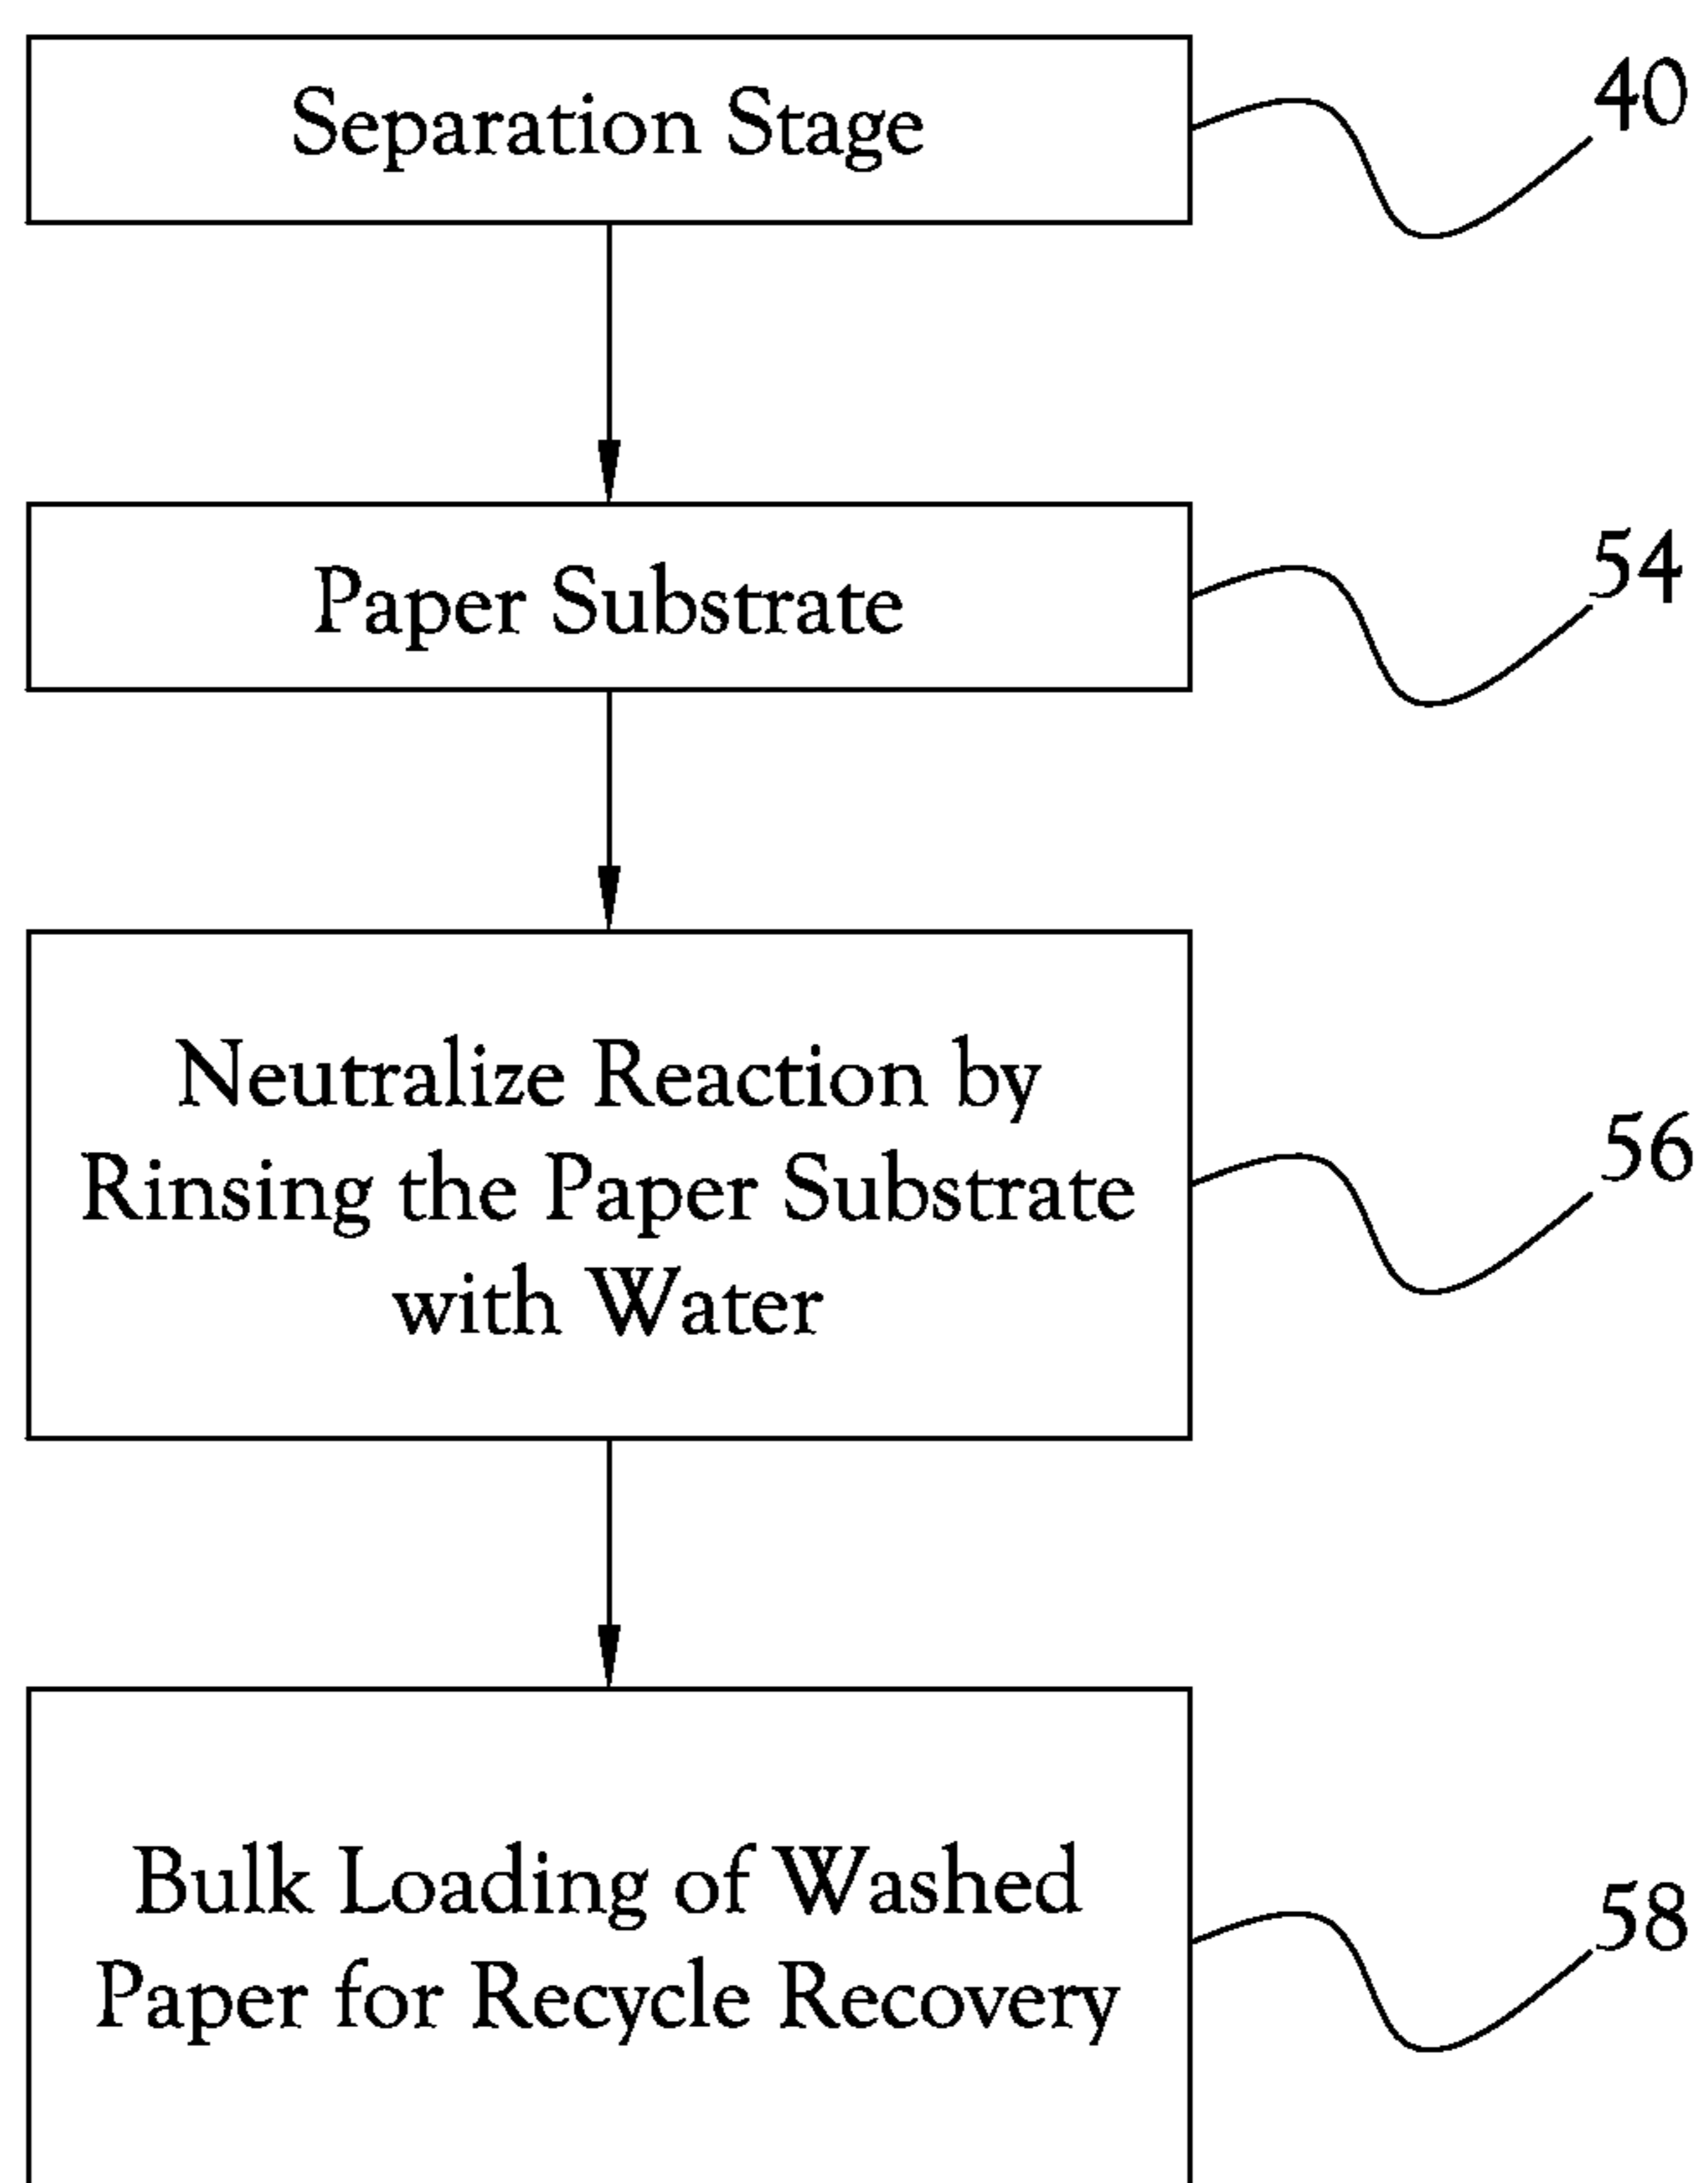 Separation Stage
40
Paper Substrate
54
Neutralize Reaction by
Rinsing the Paper Substrate
with Water
56
Bulk Loading of Washed
Paper for Recycle Recovery
58